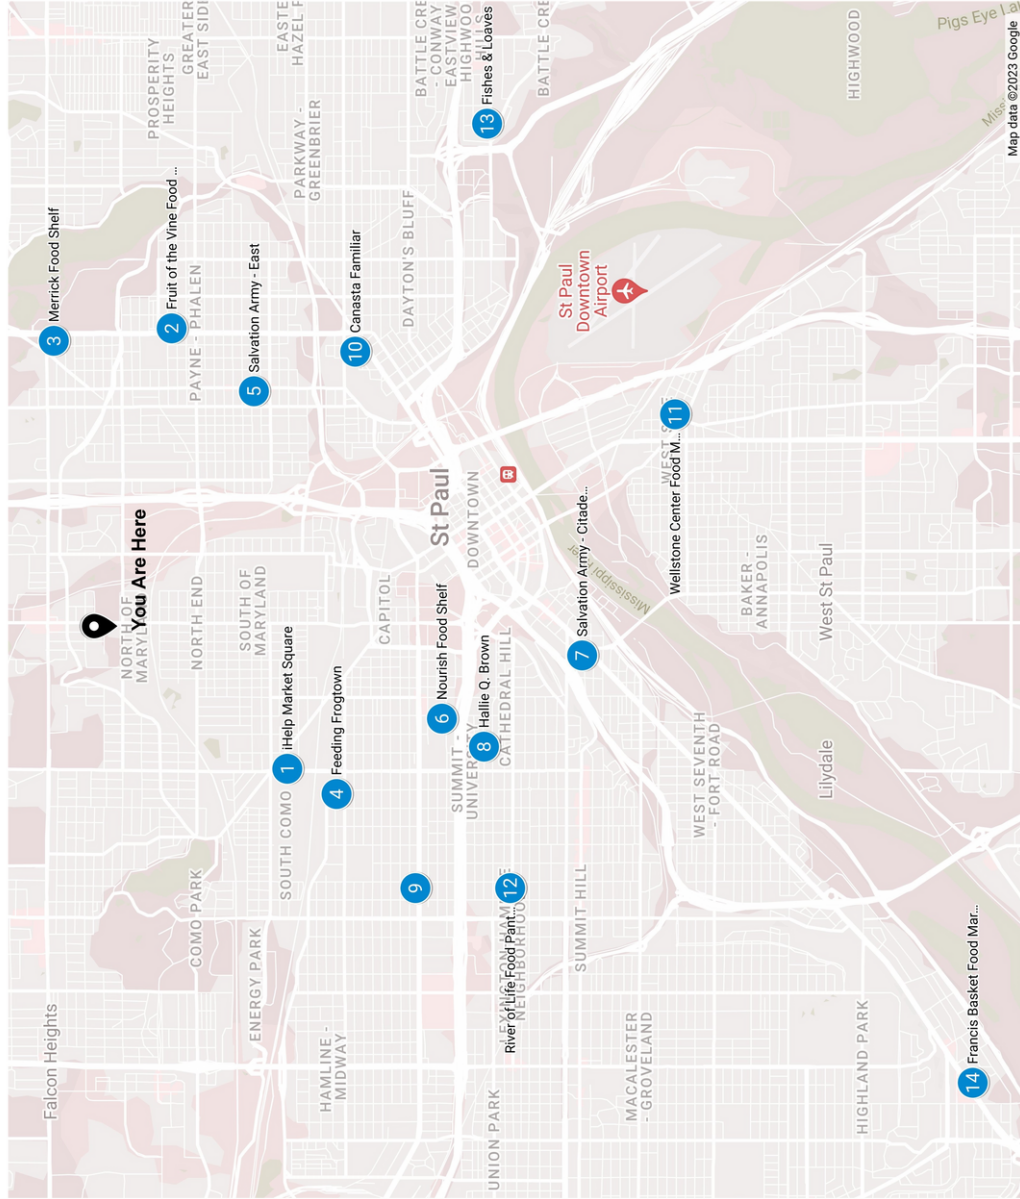 Falcon Heights
3
Merrick Food Shelf
You Are Here
NORTH OF
MARYL
PROSPERITY
HEIGHTS
GREATER
EAST SIDE
COMO PARK
NORTH END
2
Fruit of the Vine Food ...
PAYNE - PHALEN
ENERGY PARK
SOUTH OF
MARYLAND
5
Salvation Army - East
SOUTH COMO
1
iHelp Market Square
EASTE
HAZEL P
PARKWAY -
GREENBRIER
HAMLINE -
MIDWAY
4
Feeding Frogtown
10
Canasta Familiar
CAPITOL
DAYTON'S BLUFF
9
St Paul
6
Nourish Food Shelf
BATTLE CRE
- CONWAY
EASTVIEW
HIGHWOO
HILLS
SUMMIT -
UNIVERSITY
DOWNTOWN
8
Hallie Q. Brown
13
Fishes & Loaves
UNION PARK
CATHEDRAL HILL
12
River of Life Food Pant...
LEXINGTON HAM
NEIGHBORHOO
BATTLE CRE
SUMMIT HILL
7
Salvation Army - Citade...
St Paul
Downtown
Airport
Mississippi River
MACALESTER
- GROVELAND
11
Wellstone Center Food M...
WEST S
WEST SEVENTH
- FORT ROAD
BAKER -
ANNAPOLIS
Lilydale
West St Paul
HIGHLAND PARK
HIGHWOOD
14
Francis Basket Food Mar...
Pigs Eye La
Miss
Map data ©2023 Google